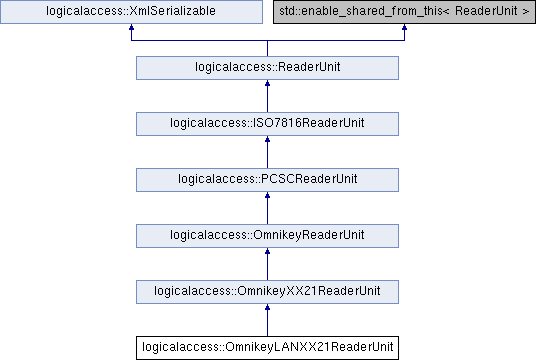 logicalaccess::XmlSerializable
std::enable_shared_from_this< ReaderUnit >
logicalaccess::ReaderUnit
logicalaccess::ISO7816ReaderUnit
logicalaccess::PCSCReaderUnit
logicalaccess::OmnikeyReaderUnit
logicalaccess::OmnikeyXX21ReaderUnit
logicalaccess::OmnikeyLANXX21ReaderUnit